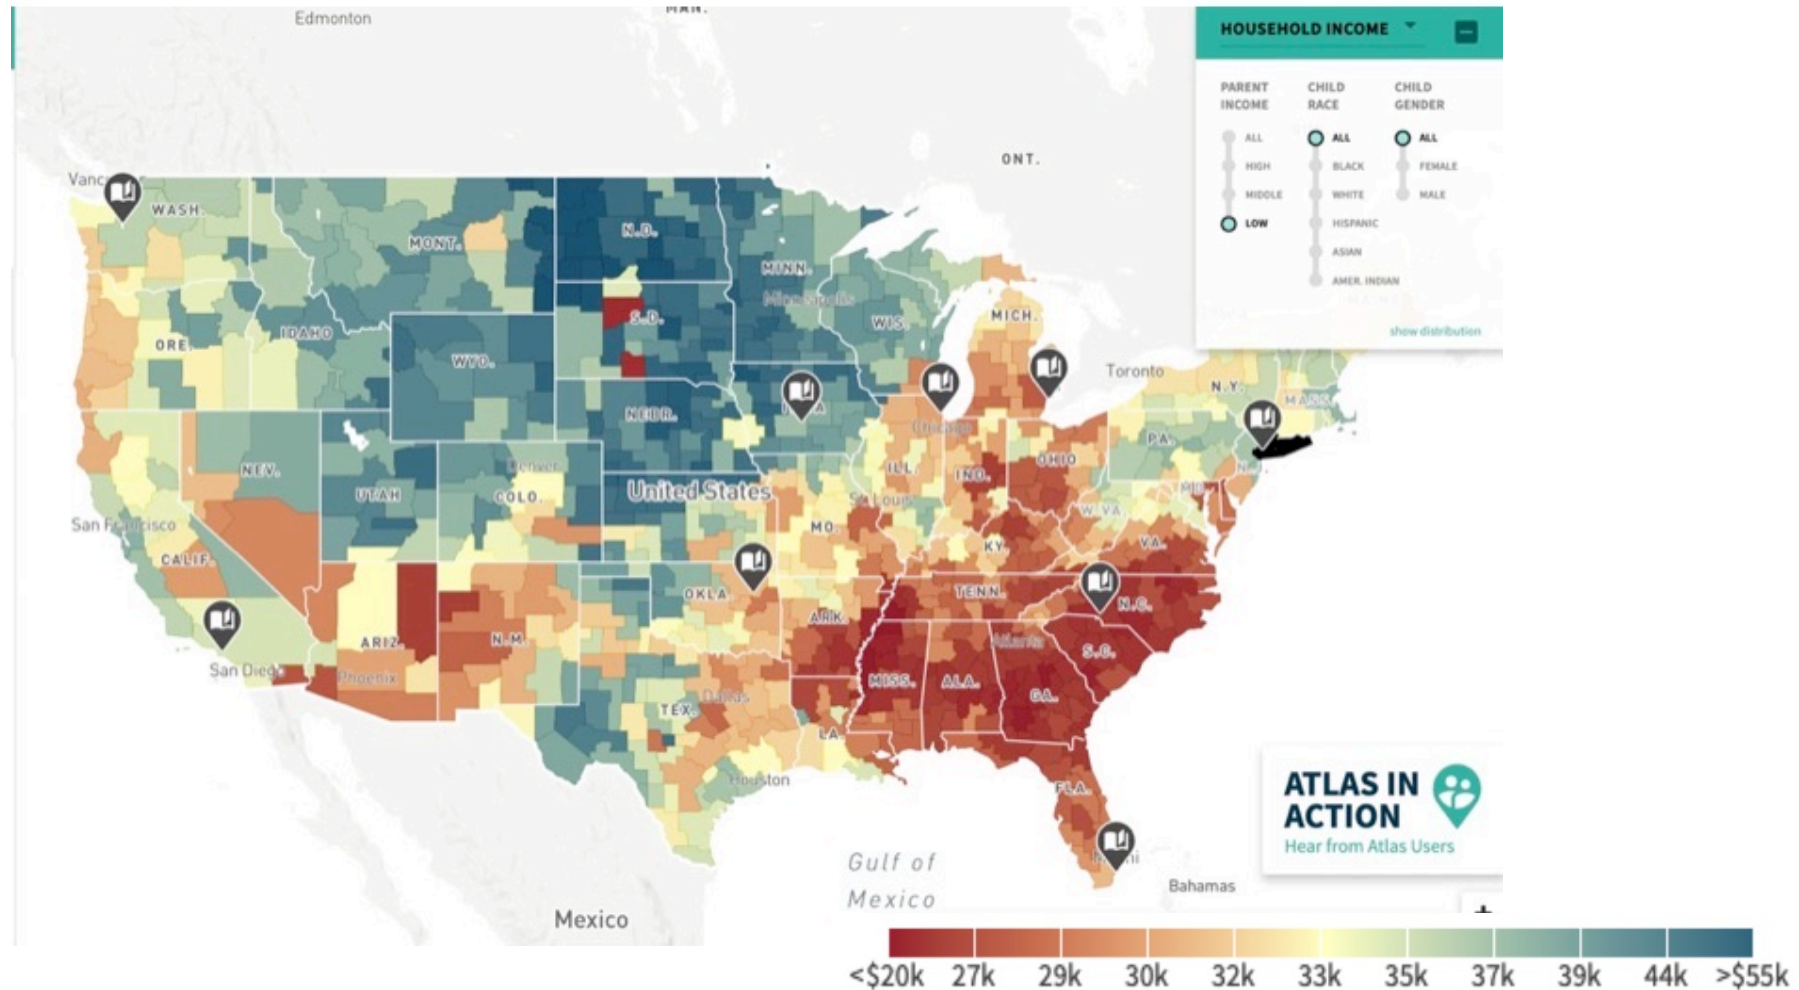 Edmonton
MAN.
ONT.
HOUSEHOLD INCOME
PARENT INCOME
CHILD RACE
CHILD GENDER
ALL
HIGH
MIDDLE
LOW
ALL
BLACK
WHITE
HISPANIC
ASIAN
AMER. INDIAN
ALL
FEMALE
MALE
show distribution
WASH.
MONT.
N.D.
MINN.
Minneapolis
S.D.
WIS.
MICH.
ORE.
IDAHO
WYO.
Toronto
N.Y.
MASS.
NEBR.
Chicago
PA.
N.J.
NEV.
UTAH
Denver
COLO.
United States
ILL.
IND.
OHIO
MD.
St. Louis
W.VA.
San Francisco
CALIF.
MO.
KY.
VA.
OKLA.
TENN.
N.C.
ARIZ.
N.M.
ARK.
Atlanta
S.C.
San Diego
Phoenix
Dallas
MISS.
ALA.
GA.
TEX.
LA.
Houston
FLA.
Gulf of
Mexico
Bahamas
Mexico
ATLAS IN
ACTION
Hear from Atlas Users
+
<$20k 27k 29k 30k 32k 33k 35k 37k 39k 44k >$55k